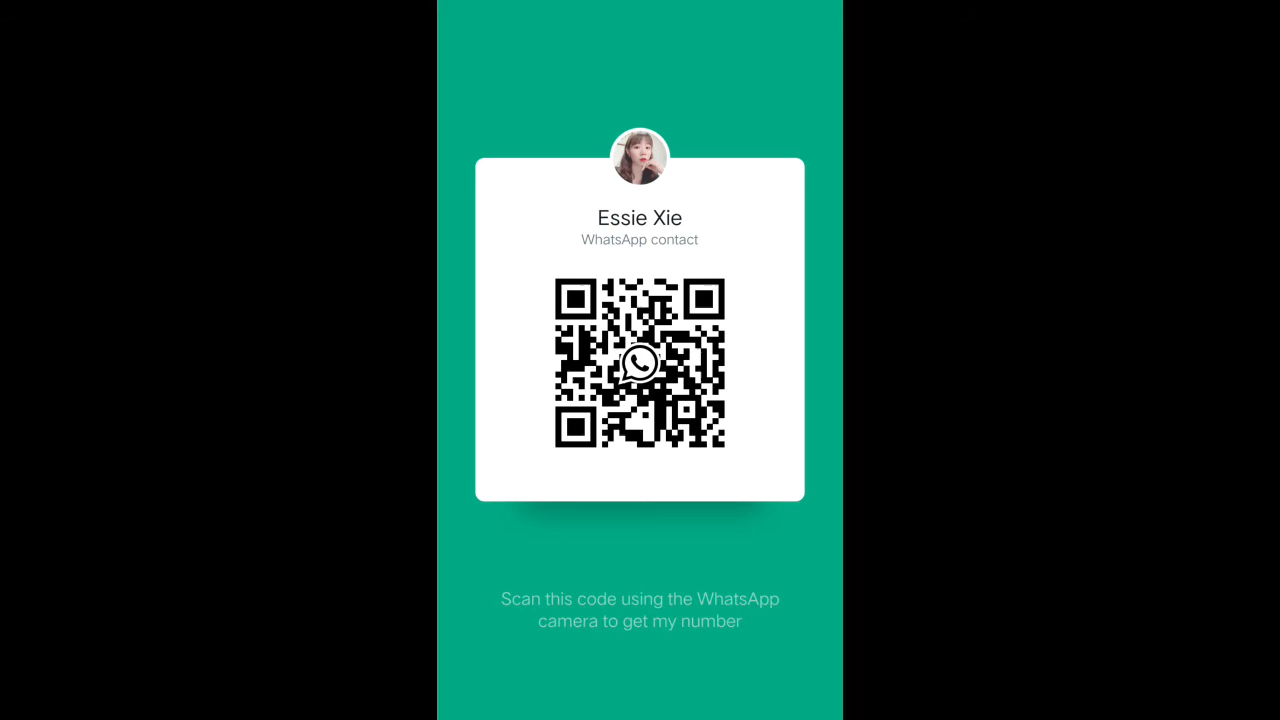 Essie Xie
WhatsApp contact
Scan this code using the WhatsApp
camera to get my number